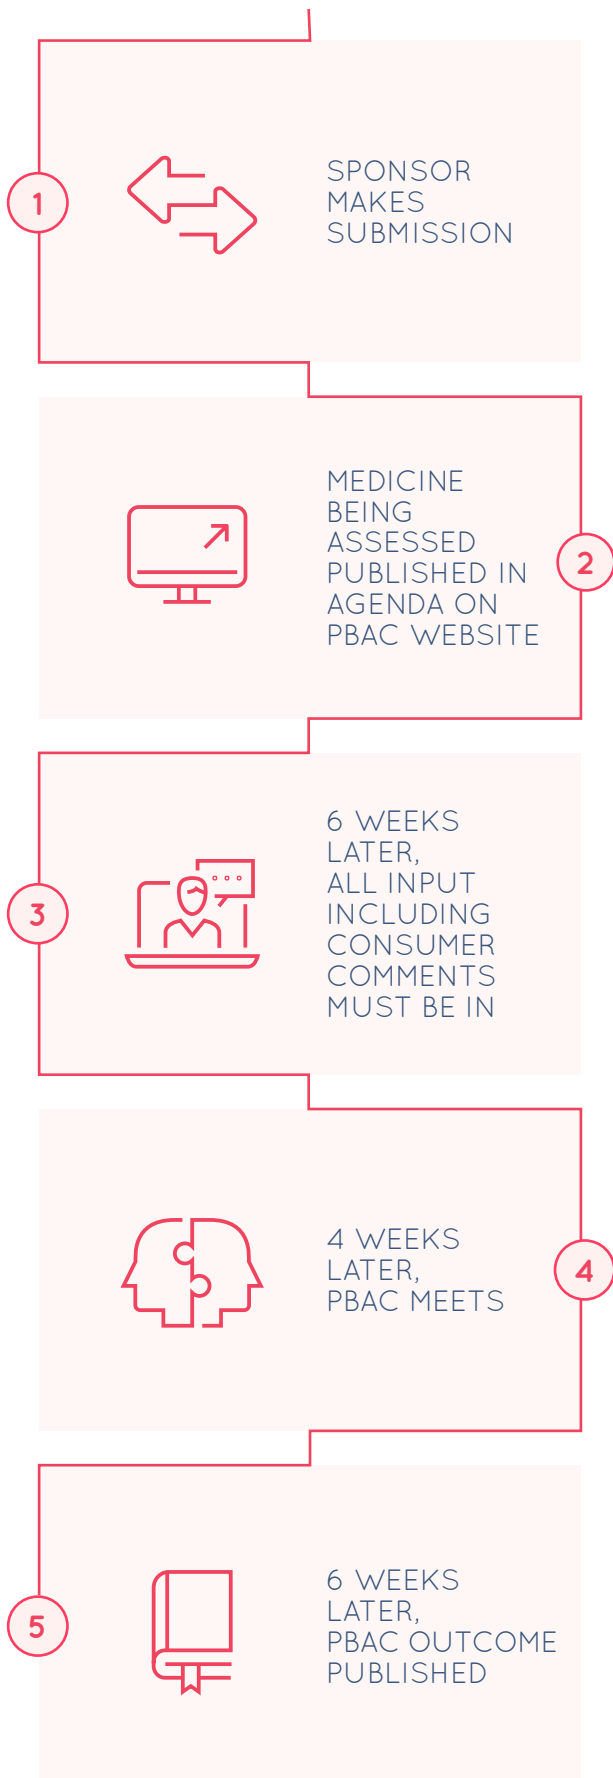 1
SPONSOR
MAKES
SUBMISSION
MEDICINE
BEING
ASSESSED
PUBLISHED IN
AGENDA ON
PBAC WEBSITE
2
3
6 WEEKS
LATER,
ALL INPUT
INCLUDING
CONSUMER
COMMENTS
MUST BE IN
4 WEEKS
LATER,
PBAC MEETS
4
5
6 WEEKS
LATER,
PBAC OUTCOME
PUBLISHED